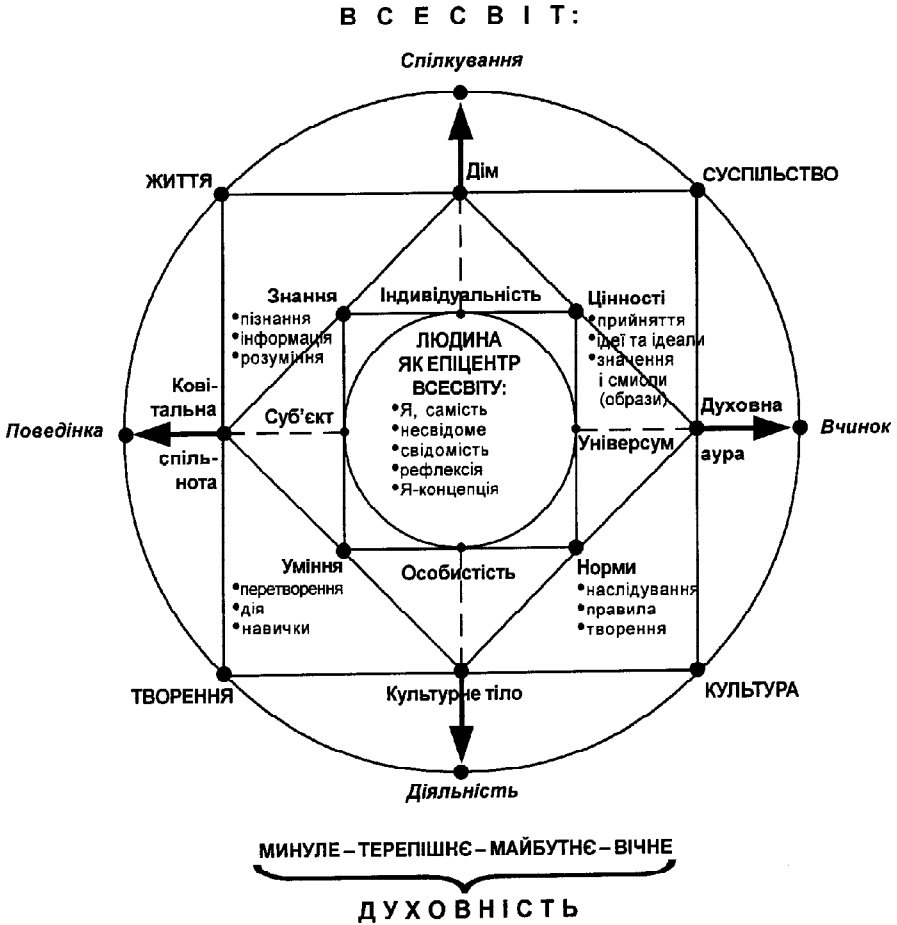 ВСЕСВІТ:
Спілкування
Дім
ЖИТТЯ
СУСПІЛЬСТВО
Знання
•пізнання
•інформація
•розуміння
Індивідуальність
Цінності
•прийняття
•ідеї та ідеали
•значення
і смисли
(образи)
ЛЮДИНА
ЯК ЕПІЦЕНТР
ВСЕСВІТУ:
•Я, самість
•несвідоме
•свідомість
•рефлексія
•Я-концепція
Кові-
тальна
спіль-
нота
Суб’єкт
Поведінка
Універсум
Духовна
аура
Вчинок
Уміння
•перетворення
•дія
•навички
Особистість
Норми
•наслідування
•правила
•творення
ТВОРЕННЯ
Культурне тіло
КУЛЬТУРА
Діяльність
МИНУЛЕ – ТЕРЕПІШНЄ – МАЙБУТНЄ – ВІЧНЕ
ДУХОВНІСТЬ